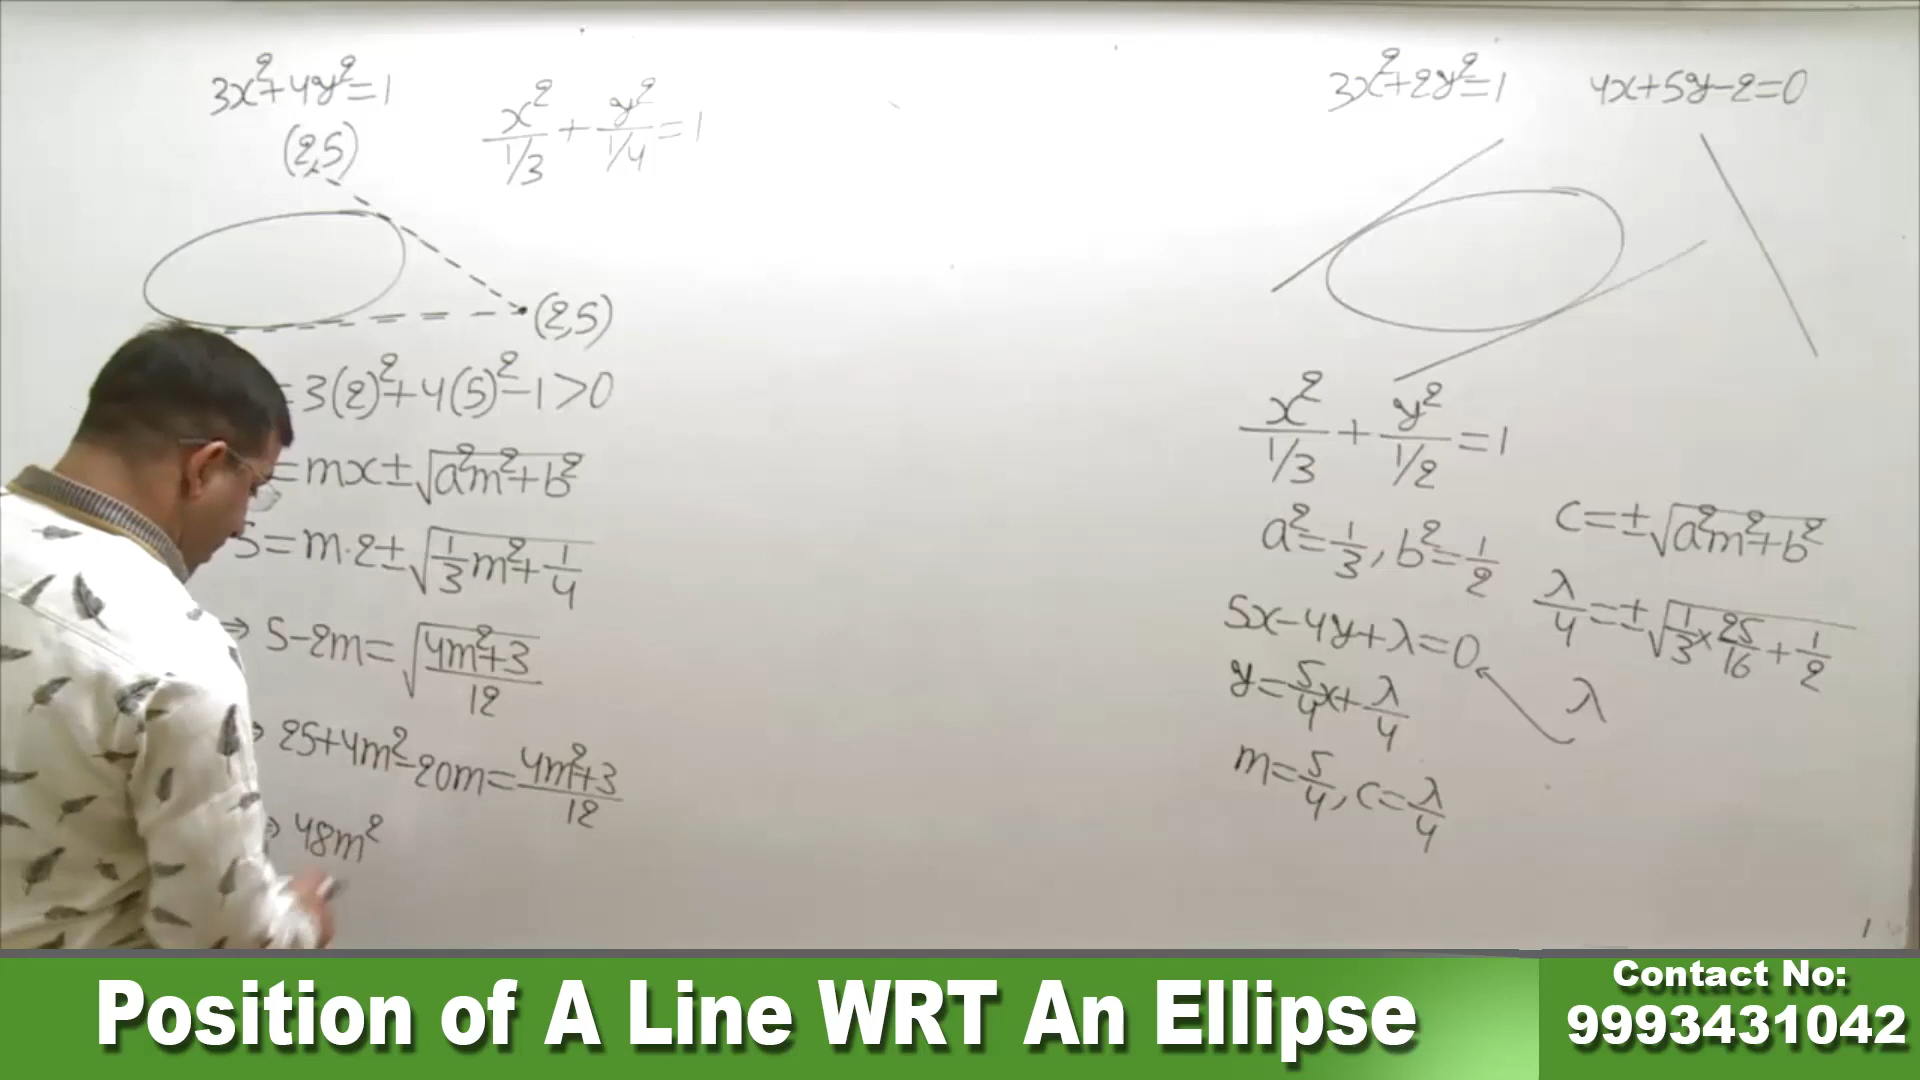 3x²+4y²=1
(2,5)
x²/1/3 + y²/1/4 = 1
(2,5)
=3(2)²+4(5)²-1>0
=mx±√a²m²+b²
5=m·2±√1/3 m²+1/4
⇒ 5-2m=√4m²+3/12
⇒ 25+4m²-20m=4m²+3/12
⇒ 48m²
3x²+2y²=1
4x+5y-2=0
x²/1/3 + y²/1/2 = 1
a²=1/3, b²=1/2
5x-4y+λ=0
y=5/4x+λ/4
m=5/4, c=λ/4
c=±√a²m²+b²
λ/4=±√1/3×25/16+1/2
λ
Position of A Line WRT An Ellipse
Contact No:
9993431042